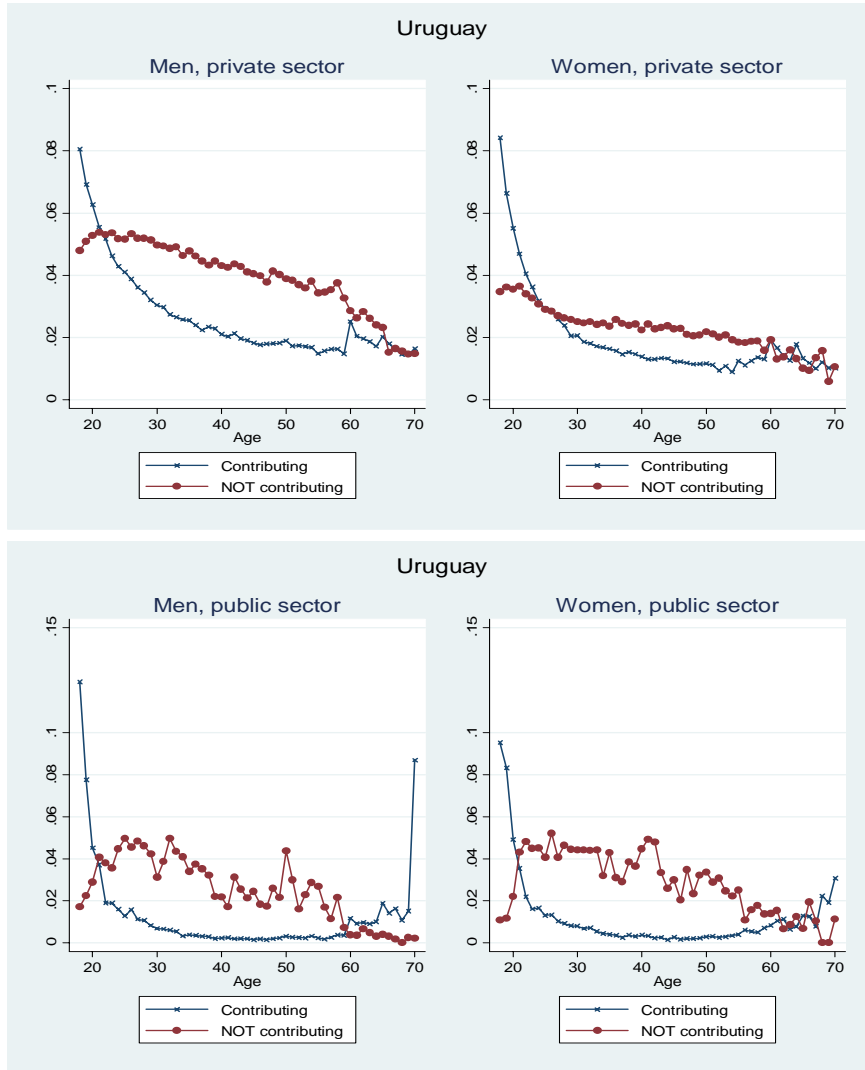 Uruguay
Men, private sector
Women, private sector
.1
.08
.06
.04
.02
0
20 30 40 50 60 70
Age
Contributing
NOT contributing
.1
.08
.06
.04
.02
0
20 30 40 50 60 70
Age
Contributing
NOT contributing
Uruguay
Men, public sector
Women, public sector
.15
.1
.08
.06
.04
.02
0
20 30 40 50 60 70
Age
Contributing
NOT contributing
.15
.1
.08
.06
.04
.02
0
20 30 40 50 60 70
Age
Contributing
NOT contributing